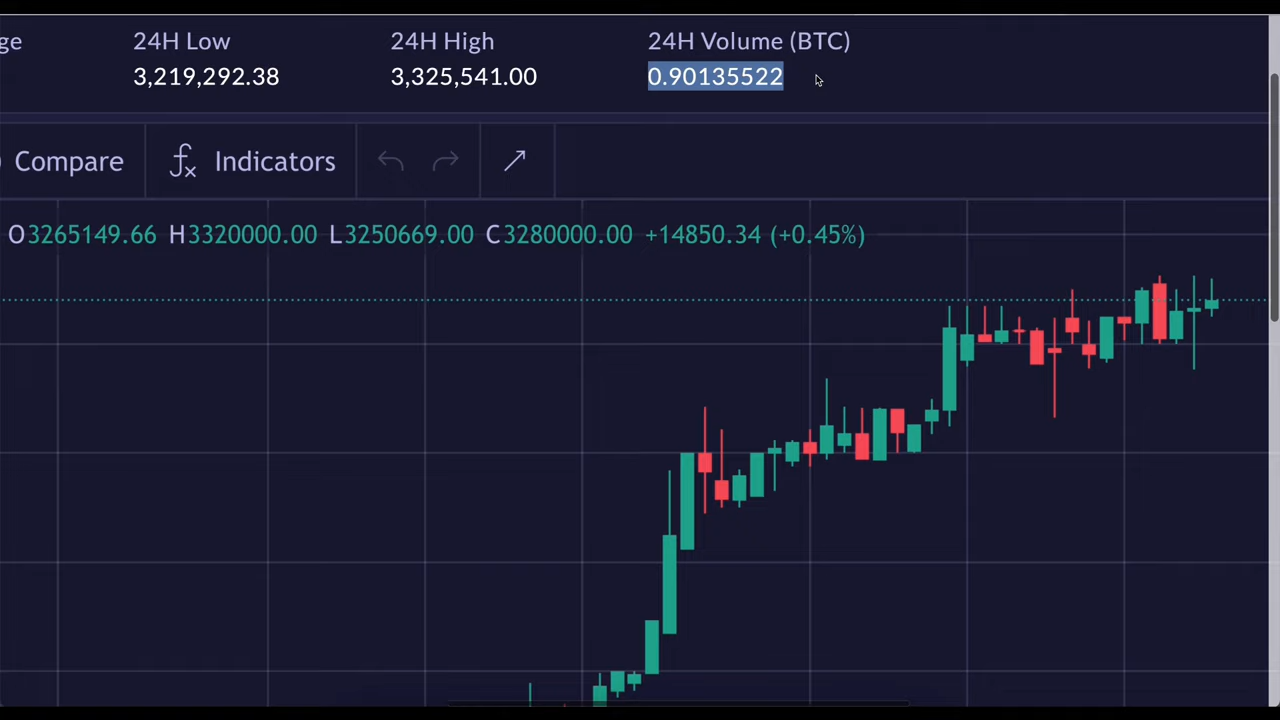 ge 24H Low 24H High 24H Volume (BTC)
3,219,292.38 3,325,541.00 0.90135522
Compare Indicators
O3265149.66 H3320000.00 L3250669.00 C3280000.00 +14850.34 (+0.45%)